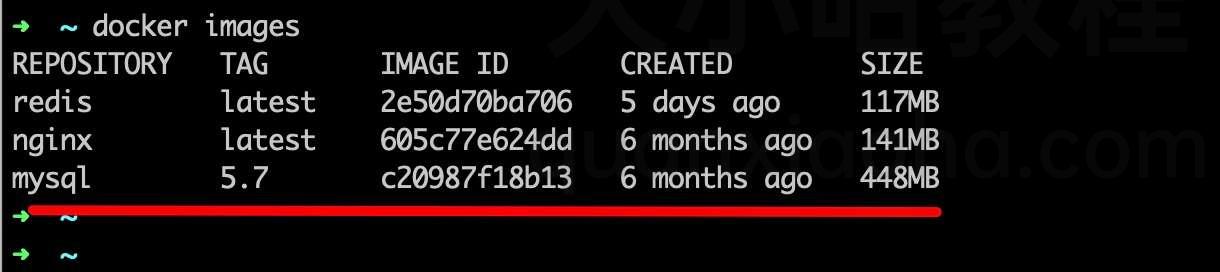 ➜  ~ docker images
REPOSITORY   TAG       IMAGE ID       CREATED        SIZE
redis        latest    2e50d70ba706   5 days ago     117MB
nginx        latest    605c77e624dd   6 months ago   141MB
mysql        5.7       c20987f18b13   6 months ago   448MB
➜  ~
➜  ~